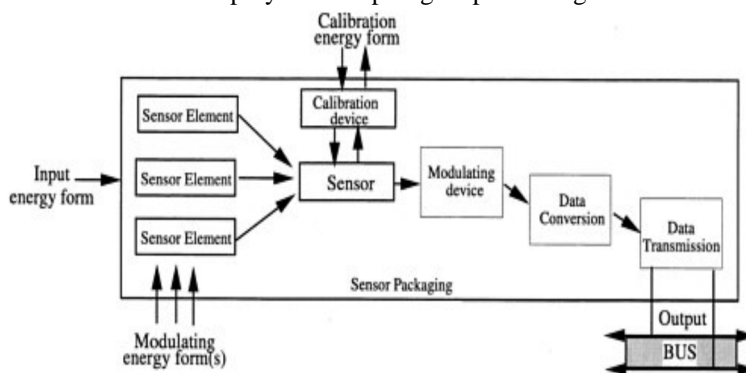 Calibration
energy form
Sensor Element
Calibration
device
Input
energy form
Sensor Element
Sensor
Modulating
device
Data
Conversion
Sensor Element
Data
Transmission
Sensor Packaging
Modulating
energy form(s)
Output
BUS